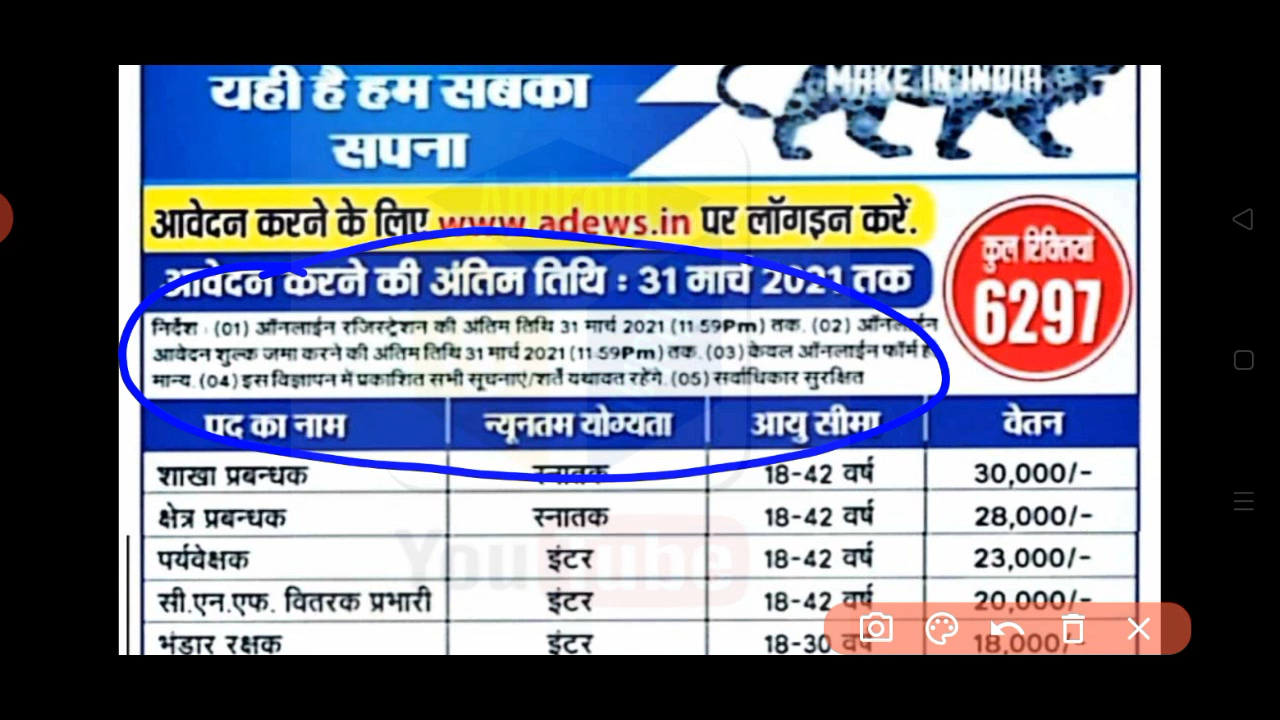 यही है हम सबका
सपना
MAKE IN INDIA
आवेदन करने के लिए www.adews.in पर लॉगइन करें.
आवेदन करने की अंतिम तिथि : 31 मार्च 2021 तक
कुल रिक्तियां
6297
निर्देश : (01) ऑनलाईन रजिस्ट्रेशन की अंतिम तिथि 31 मार्च 2021 (11:59Pm) तक. (02) ऑनलाईन
आवेदन शुल्क जमा करने की अंतिम तिथि 31 मार्च 2021 (11:59Pm) तक. (03) केवल ऑनलाईन फॉर्म
मान्य. (04) इस विज्ञापन में प्रकाशित सभी सूचनाएं/शर्तें यथावत रहेंगे. (05) सर्वाधिकार सुरक्षित
पद का नाम न्यूनतम योग्यता आयु सीमा वेतन
शाखा प्रबन्धक स्नातक 18-42 वर्ष 30,000/-
क्षेत्र प्रबन्धक स्नातक 18-42 वर्ष 28,000/-
पर्यवेक्षक इंटर 18-42 वर्ष 23,000/-
सी.एन.एफ. वितरक प्रभारी इंटर 18-42 वर्ष 20,000/-
भंडार रक्षक इंटर 18-30 वर्ष 18,000/-
Android
YouTube